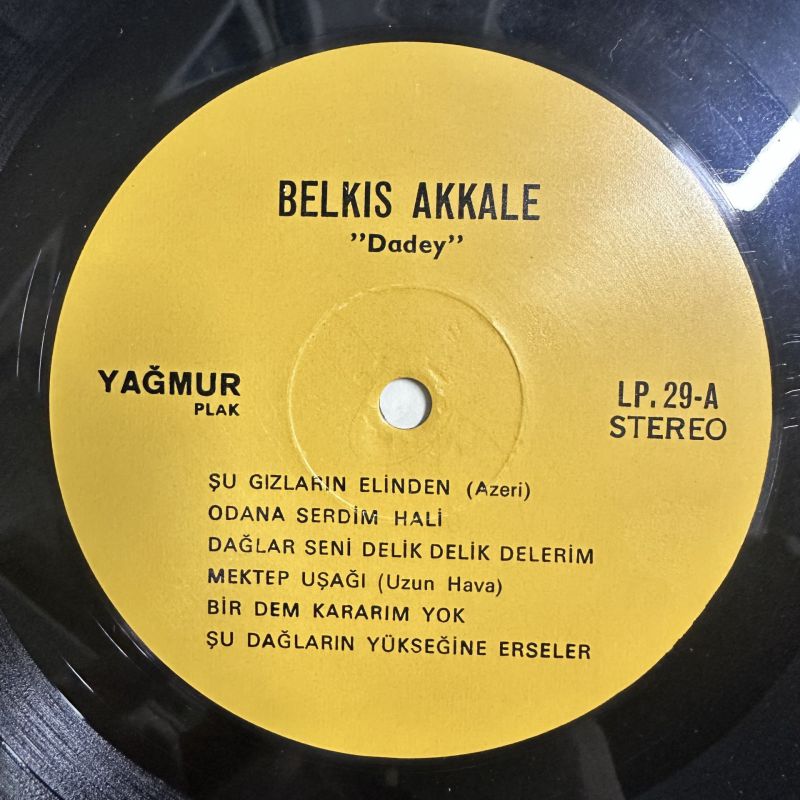 BELKIS AKKALE
"Dadey"
YAĞMUR
PLAK
LP. 29-A
STEREO
ŞU GIZLARIN ELİNDEN (Azeri)
ODANA SERDİM HALİ
DAĞLAR SENİ DELİK DELİK DELERİM
MEKTEP UŞAĞI (Uzun Hava)
BİR DEM KARARIM YOK
ŞU DAĞLARIN YÜKSEĞİNE ERSELER